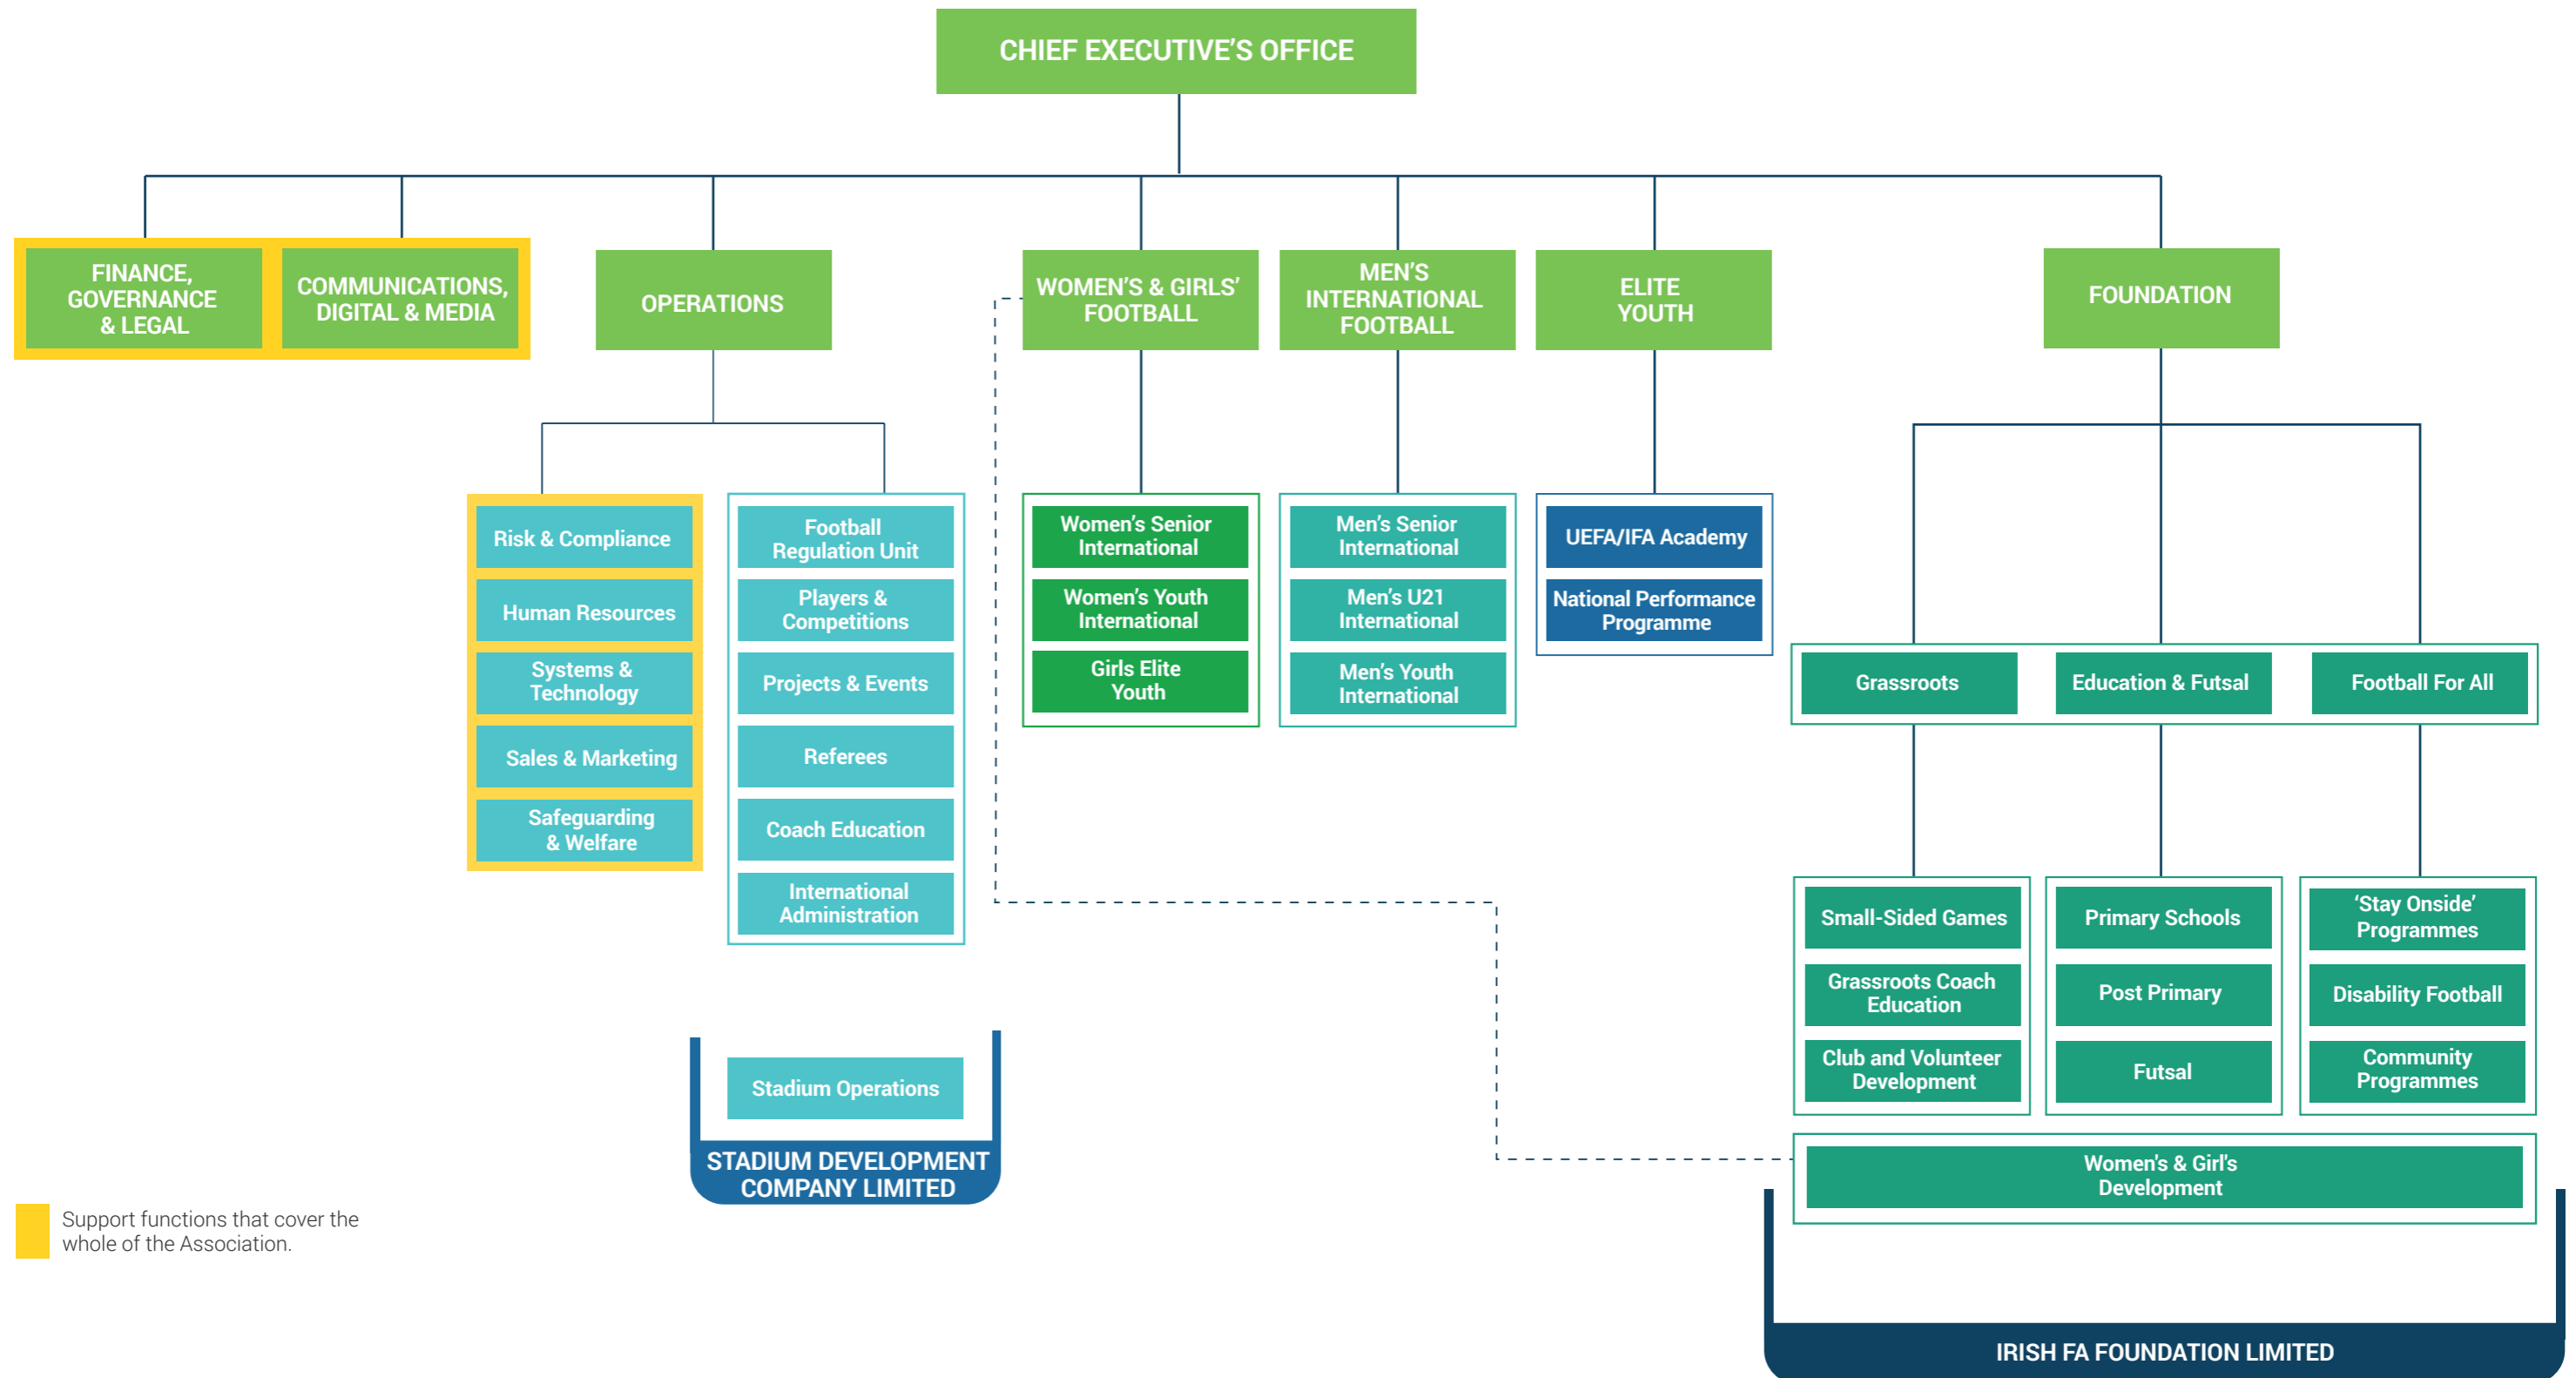 CHIEF EXECUTIVE’S OFFICE
FINANCE,
GOVERNANCE
& LEGAL
COMMUNICATIONS,
DIGITAL & MEDIA
OPERATIONS
WOMEN’S & GIRLS’
FOOTBALL
MEN’S
INTERNATIONAL
FOOTBALL
ELITE
YOUTH
FOUNDATION
Risk & Compliance
Human Resources
Systems &
Technology
Sales & Marketing
Safeguarding
& Welfare
Football
Regulation Unit
Players &
Competitions
Projects & Events
Referees
Coach Education
International
Administration
Women’s Senior
International
Women’s Youth
International
Girls Elite
Youth
Men’s Senior
International
Men’s U21
International
Men’s Youth
International
UEFA/IFA Academy
National Performance
Programme
Grassroots
Education & Futsal
Football For All
Small-Sided Games
Grassroots Coach
Education
Club and Volunteer
Development
Primary Schools
Post Primary
Futsal
‘Stay Onside’
Programmes
Disability Football
Community
Programmes
Women's & Girl's
Development
Stadium Operations
STADIUM DEVELOPMENT
COMPANY LIMITED
Support functions that cover the
whole of the Association.
IRISH FA FOUNDATION LIMITED